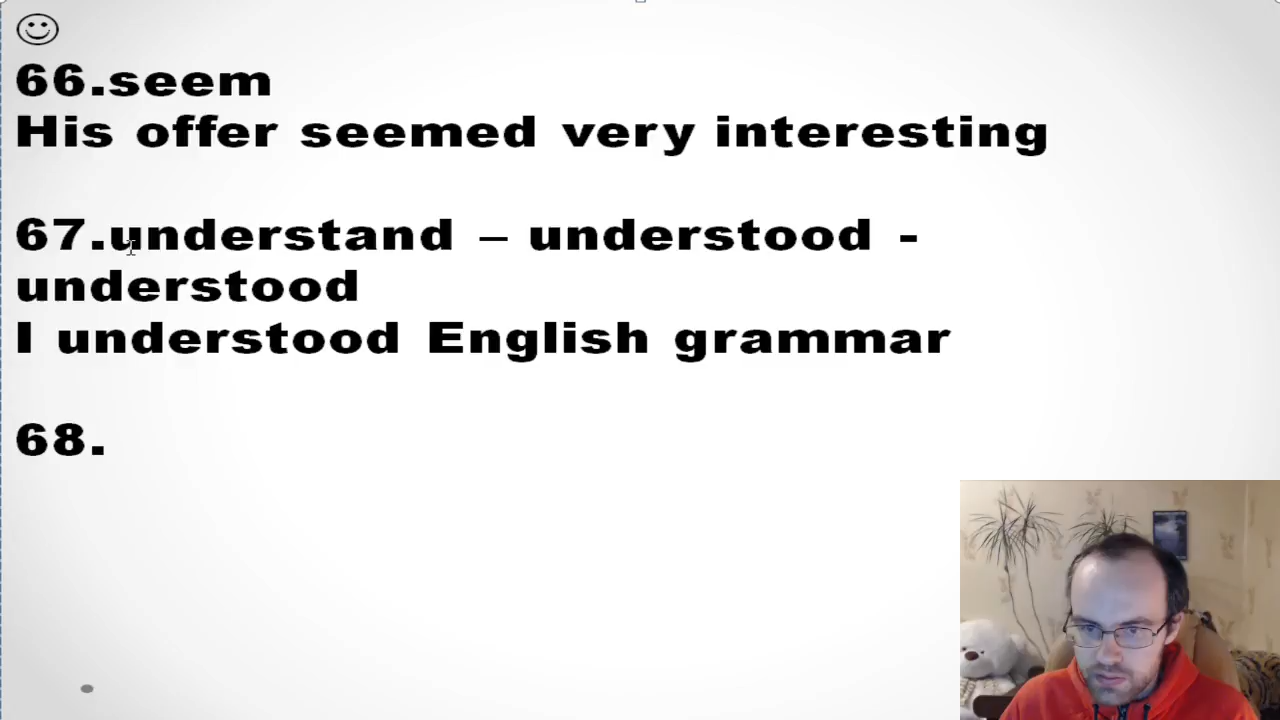 66.seem
His offer seemed very interesting
67.understand – understood -
understood
I understood English grammar
68.